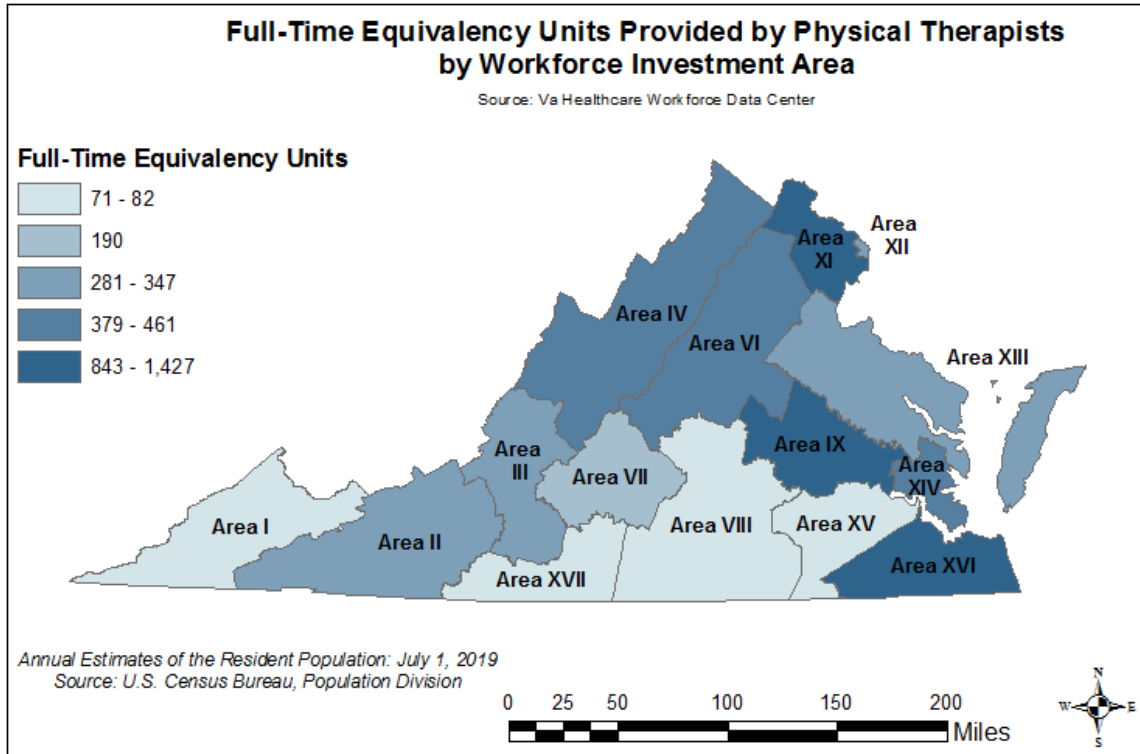 Full-Time Equivalency Units Provided by Physical Therapists
by Workforce Investment Area
Source: Va Healthcare Workforce Data Center
Full-Time Equivalency Units
71 - 82
190
281 - 347
379 - 461
843 - 1,427
Area
XII
Area
XI
Area IV
Area VI
Area XIII
Area
III
Area IX
Area VII
Area
XIV
Area I
Area II
Area VIII
Area XV
Area XVII
Area XVI
Annual Estimates of the Resident Population: July 1, 2019
Source: U.S. Census Bureau, Population Division
0 25 50 100 150 200
Miles
N
W E
S